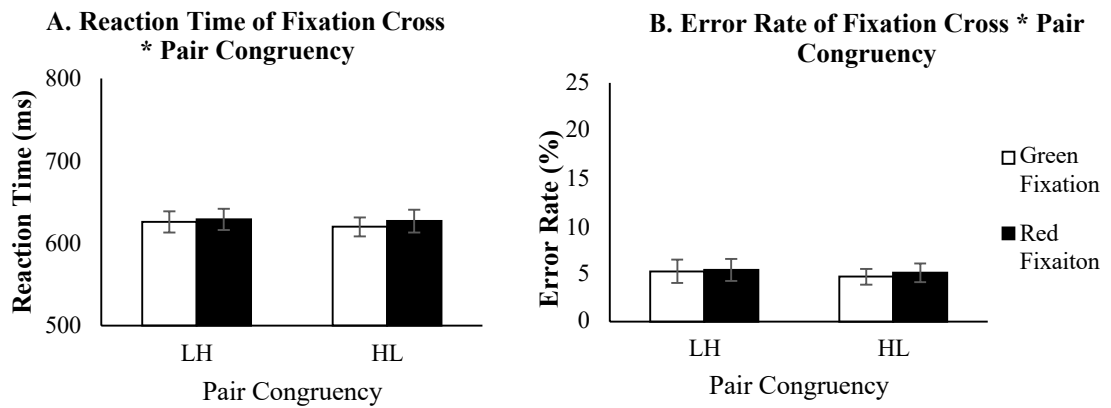 A. Reaction Time of Fixation Cross
* Pair Congruency
800
700
600
500
Reaction Time (ms)
LH
HL
Pair Congruency
B. Error Rate of Fixation Cross * Pair
Congruency
25
20
15
10
5
0
Error Rate (%)
LH
HL
Pair Congruency
Green
Fixation
Red
Fixaiton